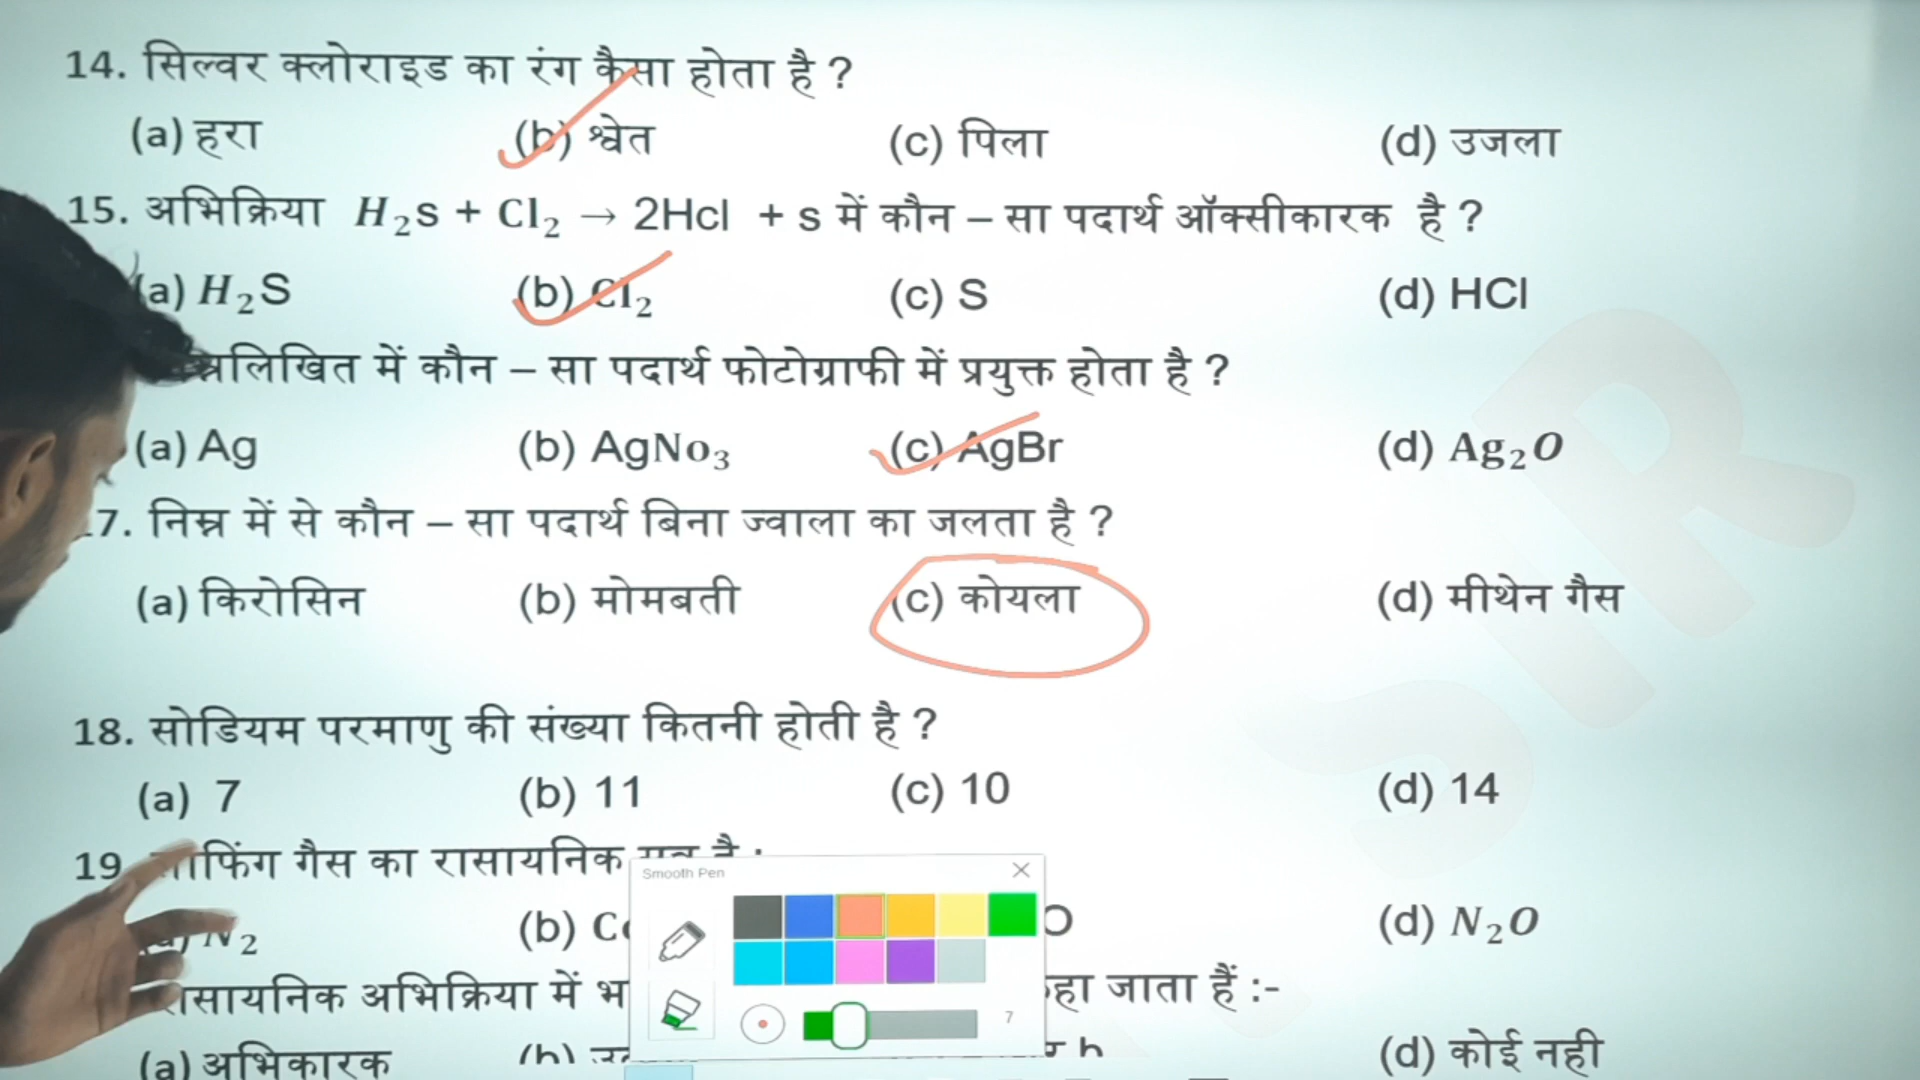 14. सिल्वर क्लोराइड का रंग कैसा होता है ?
(a) हरा (b) श्वेत (c) पिला (d) उजला
15. अभिक्रिया H₂s + Cl₂ → 2Hcl + s में कौन – सा पदार्थ ऑक्सीकारक है ?
(a) H₂S (b) Cl₂ (c) S (d) HCl
में कौन – सा पदार्थ फोटोग्राफी में प्रयुक्त होता है ?
(a) Ag (b) AgNo₃ (c) AgBr (d) Ag₂O
7. निम्न में से कौन – सा पदार्थ बिना ज्वाला का जलता है ?
(a) किरोसिन (b) मोमबती (c) कोयला (d) मीथेन गैस
18. सोडियम परमाणु की संख्या कितनी होती है ?
(a) 7 (b) 11 (c) 10 (d) 14
19 गैस का रासायनिक
Smooth Pen
N₂ (b) O (d) N₂O
अभिक्रिया में जाता हैं :-
7
(a) अभिकारक (d) कोई नही